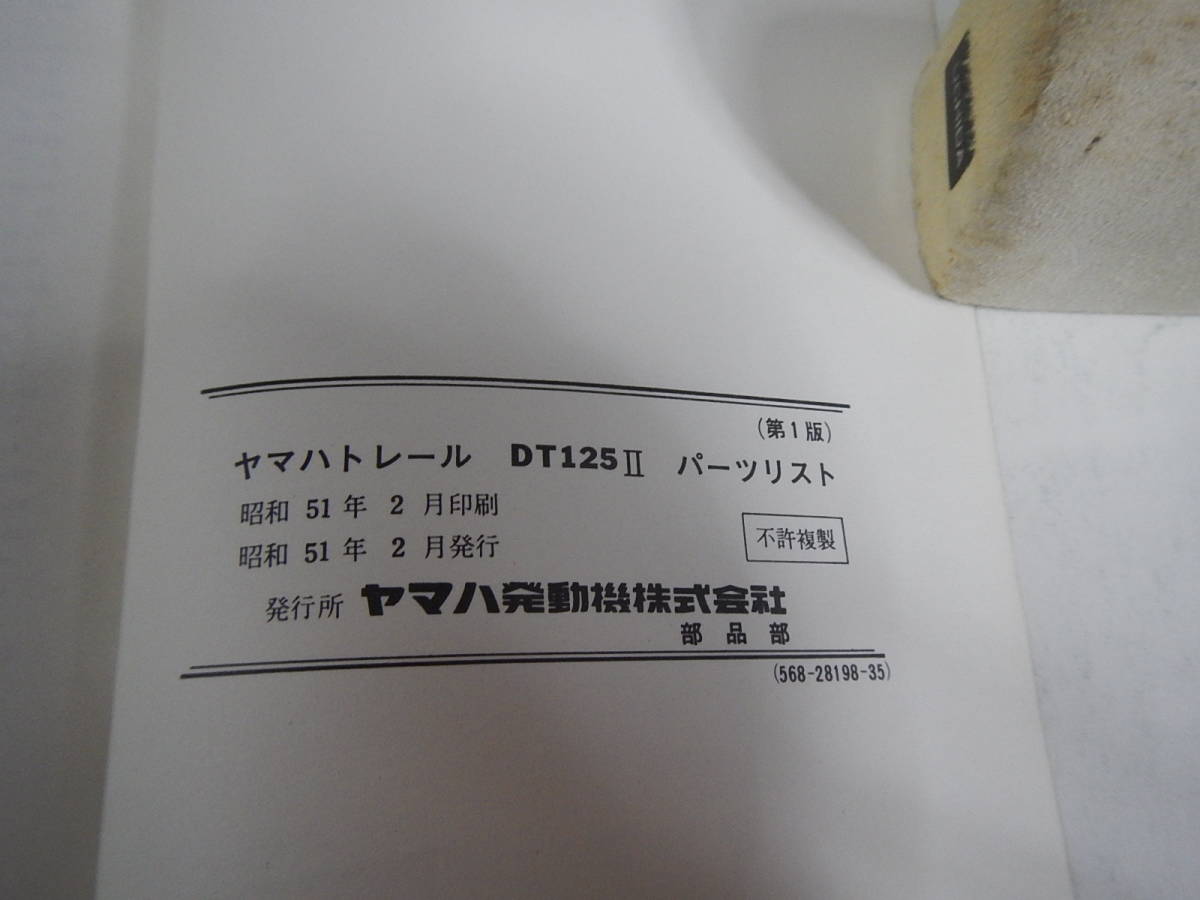 (第1版)
ヤマハトレール DT125Ⅱ パーツリスト
昭和 51 年 2 月印刷
昭和 51 年 2 月発行
不許複製
発行所 ヤマハ発動機株式会社
部品部
(568-28198-35)